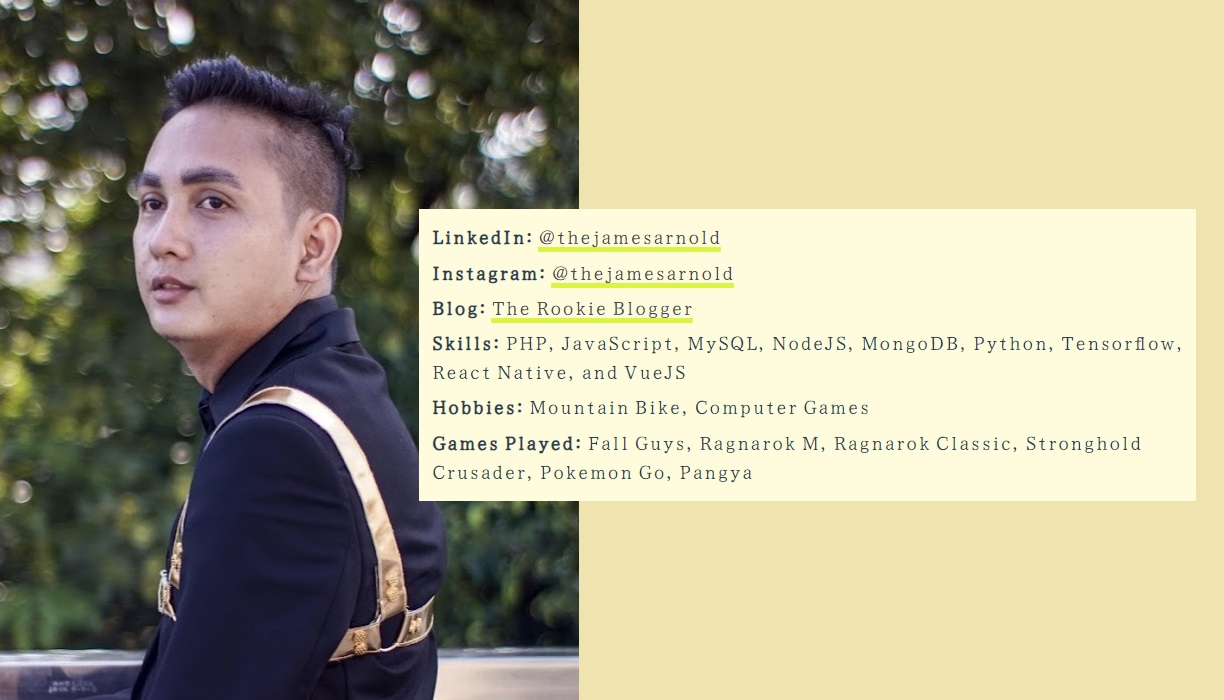 LinkedIn: @thejamesarnold
Instagram: @thejamesarnold
Blog: The Rookie Blogger
Skills: PHP, JavaScript, MySQL, NodeJS, MongoDB, Python, Tensorflow,
React Native, and VueJS
Hobbies: Mountain Bike, Computer Games
Games Played: Fall Guys, Ragnarok M, Ragnarok Classic, Stronghold
Crusader, Pokemon Go, Pangya